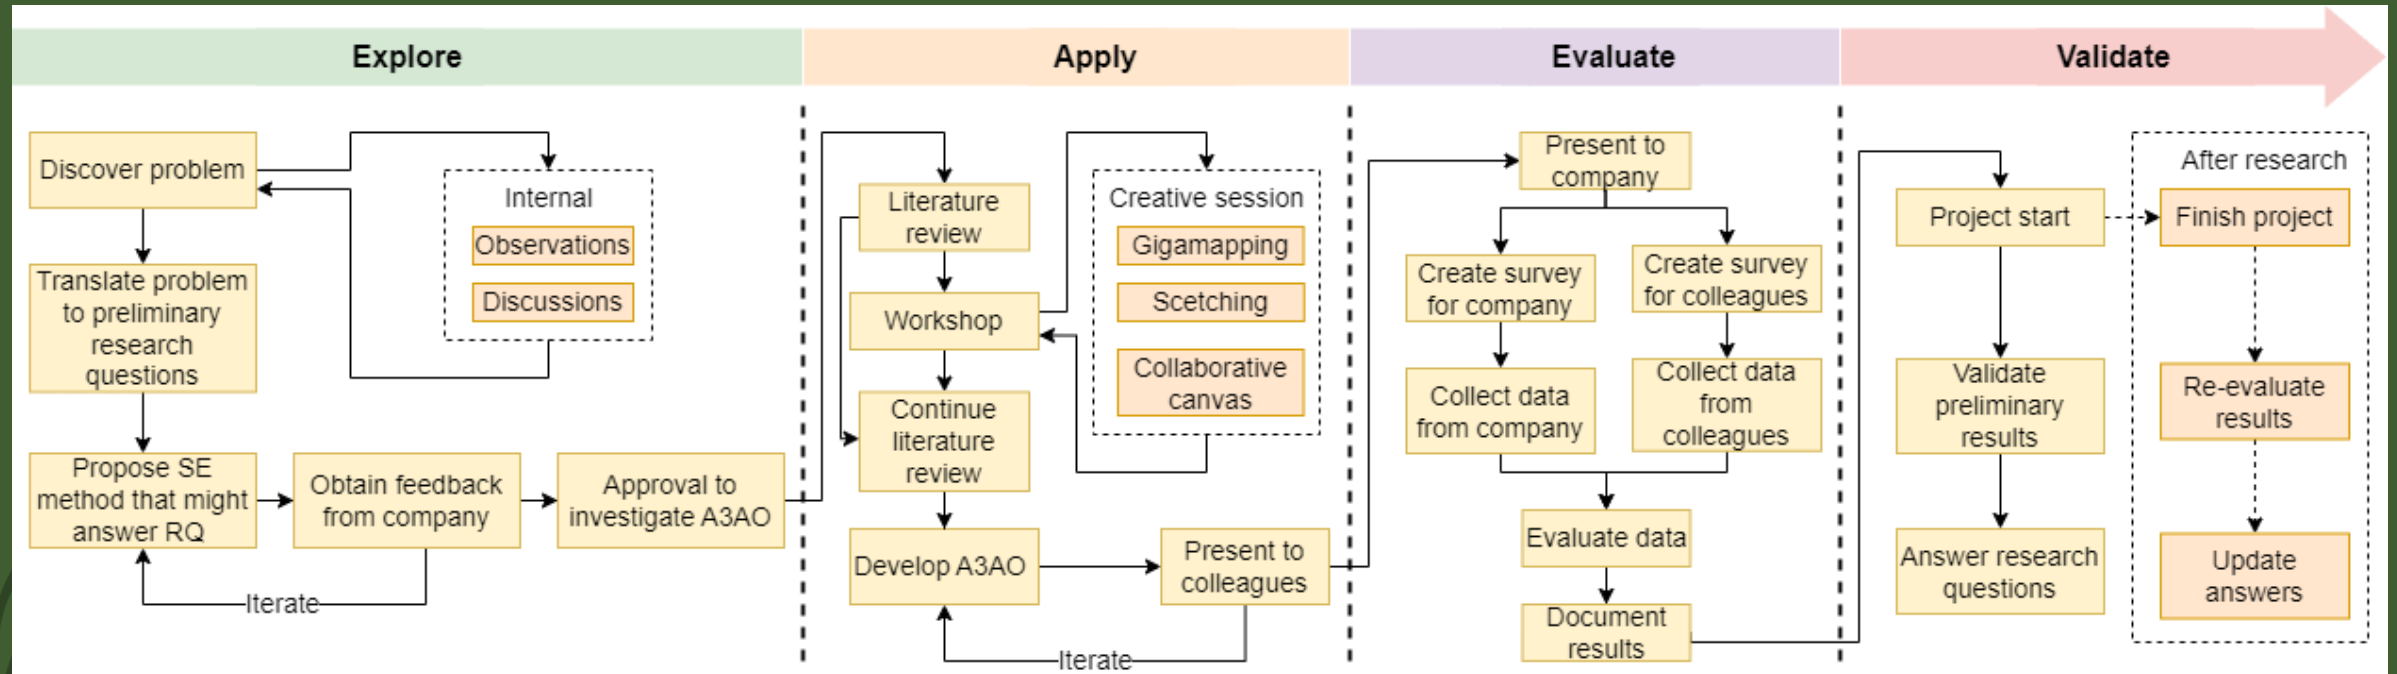 Explore
Apply
Evaluate
Validate
Discover problem
Internal
Observations
Discussions
Translate problem
to preliminary
research
questions
Propose SE
method that might
answer RQ
Obtain feedback
from company
Approval to
investigate A3AO
Iterate
Literature
review
Workshop
Creative session
Gigamapping
Scetching
Collaborative
canvas
Continue
literature
review
Develop A3AO
Present to
colleagues
Iterate
Present to
company
Create survey
for company
Create survey
for colleagues
Collect data
from company
Collect data
from
colleagues
Evaluate data
Document
results
Project start
Validate
preliminary
results
Answer research
questions
After research
Finish project
Re-evaluate
results
Update
answers